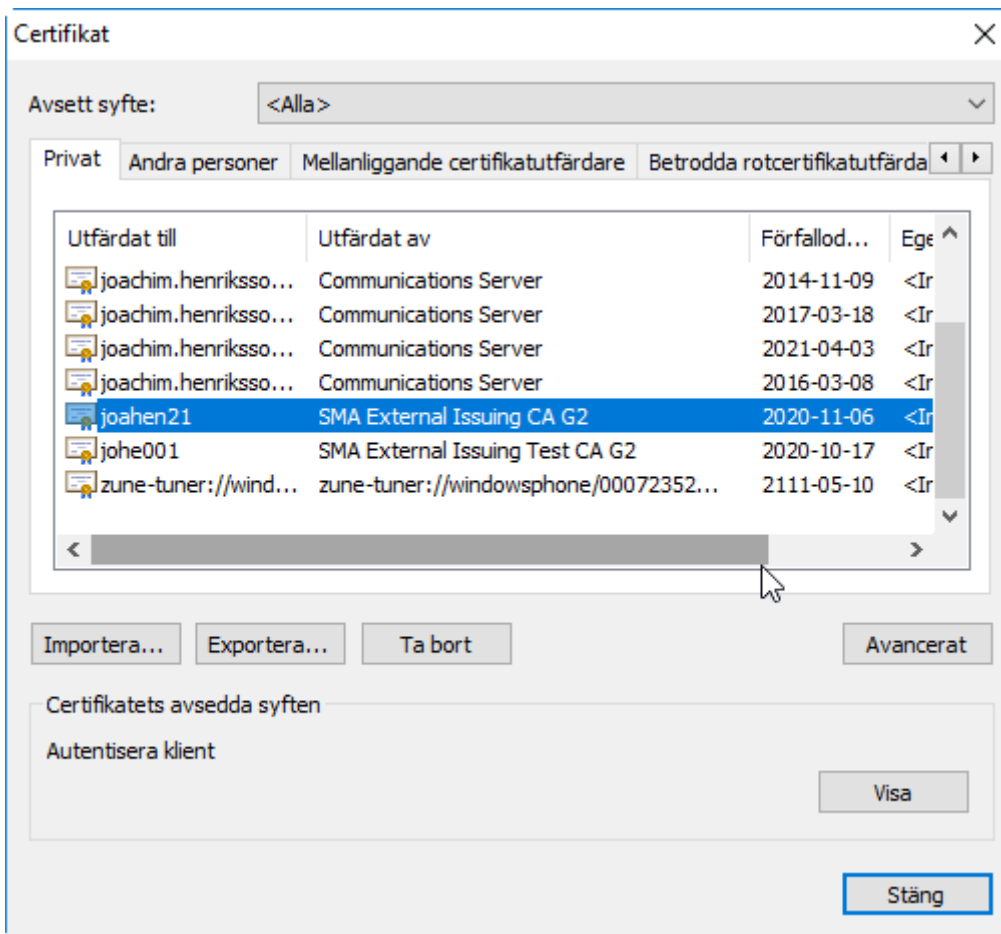 Certifikat
Avsett syfte: <Alla>
Privat Andra personer Mellanliggande certifikatutfärdare Betrodda rotcertifikatutfärda
Utfärdat till Utfärdat av Förfallod... Ege
joachim.henriksso... Communications Server 2014-11-09 <Ir
joachim.henriksso... Communications Server 2017-03-18 <Ir
joachim.henriksso... Communications Server 2021-04-03 <Ir
joachim.henriksso... Communications Server 2016-03-08 <Ir
joahen21 SMA External Issuing CA G2 2020-11-06 <Ir
johe001 SMA External Issuing Test CA G2 2020-10-17 <Ir
zune-tuner://wind... zune-tuner://windowsphone/00072352... 2111-05-10 <Ir
Importera... Exportera... Ta bort Avancerat
Certifikatets avsedda syften
Autentisera klient
Visa
Stäng